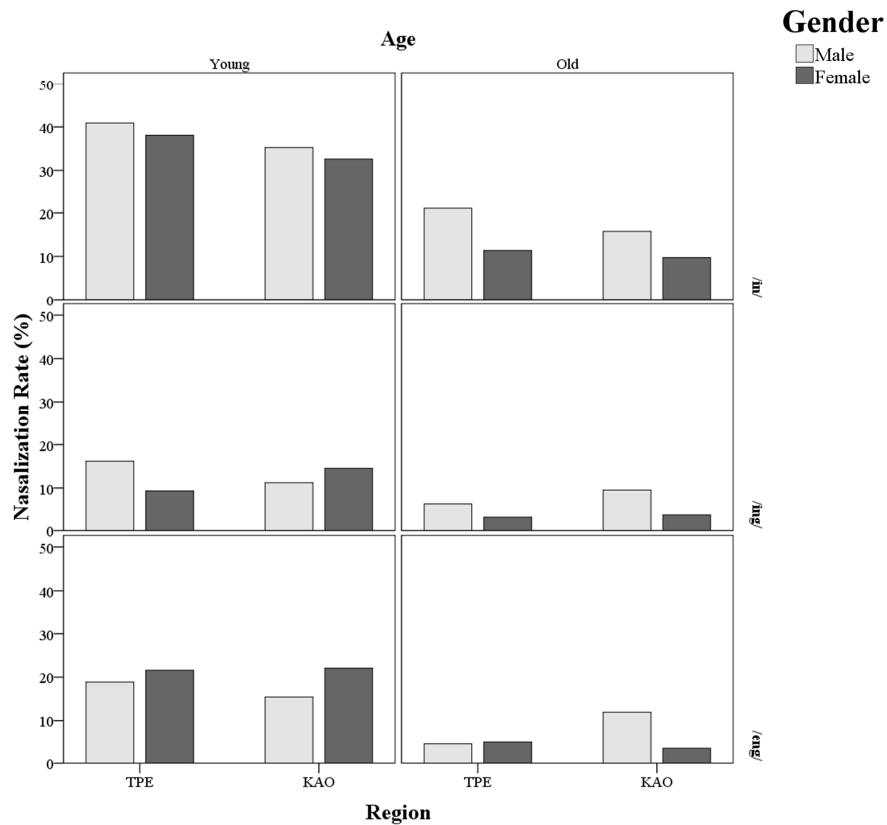 Gender
Male
Female
Age
Young Old
50
40
30
20
10
0
/in/
50
40
30
20
10
0
/ing/
50
40
30
20
10
0
/eng/
Nasalization Rate (%)
TPE KAO TPE KAO
Region